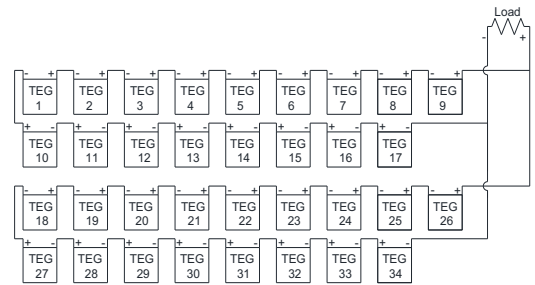 Load
- +
- + - + - + - + - + - + - + - + - +
TEG TEG TEG TEG TEG TEG TEG TEG TEG
1 2 3 4 5 6 7 8 9
+ - + - + - + - + - + - + - + -
TEG TEG TEG TEG TEG TEG TEG TEG
10 11 12 13 14 15 16 17
- + - + - + - + - + - + - + - + - +
TEG TEG TEG TEG TEG TEG TEG TEG TEG
18 19 20 21 22 23 24 25 26
+ - + - + - + - + - + - + - + -
TEG TEG TEG TEG TEG TEG TEG TEG
27 28 29 30 31 32 33 34